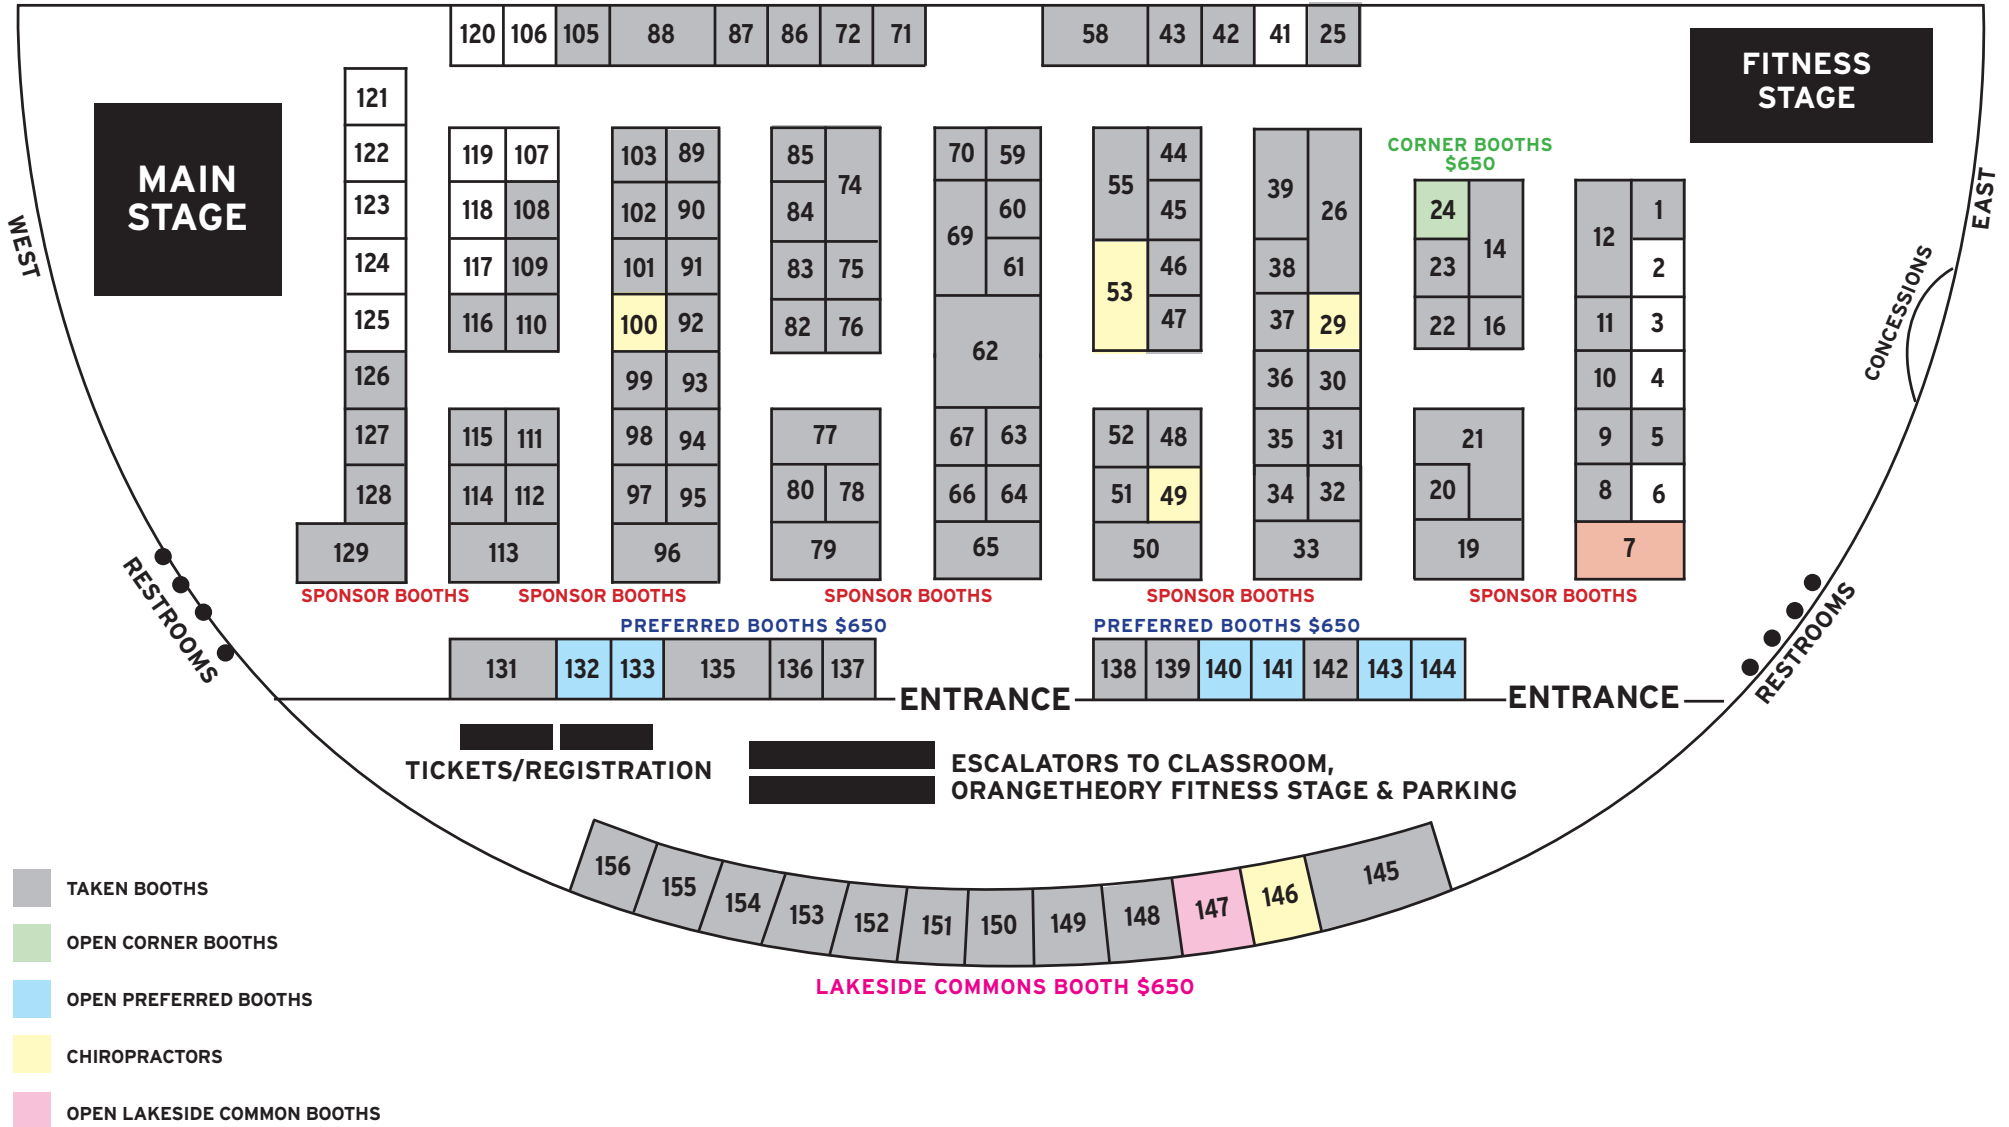 120 106 105 88 87 86 72 71 58 43 42 41 25
FITNESS
STAGE
MAIN
STAGE
WEST
EAST
CONCESSIONS
CORNER BOOTHS
$650
121
122 119 107 103 89 85 74 70 59 55 44 39 26
123 118 108 102 90 84 69 60 45 24 14 12 1
124 117 109 101 91 83 75 61 53 46 38 23 2
125 116 110 100 92 82 76 62 47 37 29 22 16 11 3
126 99 93 36 30 10 4
127 115 111 98 94 77 67 63 52 48 35 31 21 9 5
128 114 112 97 95 80 78 66 64 51 49 34 32 20 8 6
129 113 96 79 65 50 33 19 7
SPONSOR BOOTHS SPONSOR BOOTHS SPONSOR BOOTHS SPONSOR BOOTHS SPONSOR BOOTHS
RESTROOMS
RESTROOMS
PREFERRED BOOTHS $650 PREFERRED BOOTHS $650
131 132 133 135 136 137 138 139 140 141 142 143 144
ENTRANCE ENTRANCE
TICKETS/REGISTRATION
ESCALATORS TO CLASSROOM,
ORANGETHEORY FITNESS STAGE & PARKING
156 155 154 153 152 151 150 149 148 147 146 145
LAKESIDE COMMONS BOOTH $650
TAKEN BOOTHS
OPEN CORNER BOOTHS
OPEN PREFERRED BOOTHS
CHIROPRACTORS
OPEN LAKESIDE COMMON BOOTHS